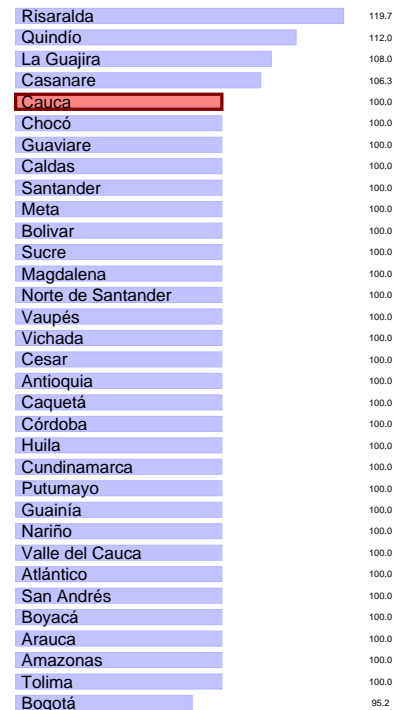 Risaralda 119.7
Quindío 112.0
La Guajira 108.0
Casanare 106.3
Cauca 100.0
Chocó 100.0
Guaviare 100.0
Caldas 100.0
Santander 100.0
Meta 100.0
Bolivar 100.0
Sucre 100.0
Magdalena 100.0
Norte de Santander 100.0
Vaupés 100.0
Vichada 100.0
Cesar 100.0
Antioquia 100.0
Caquetá 100.0
Córdoba 100.0
Huila 100.0
Cundinamarca 100.0
Putumayo 100.0
Guainía 100.0
Nariño 100.0
Valle del Cauca 100.0
Atlántico 100.0
San Andrés 100.0
Boyacá 100.0
Arauca 100.0
Amazonas 100.0
Tolima 100.0
Bogotá 95.2